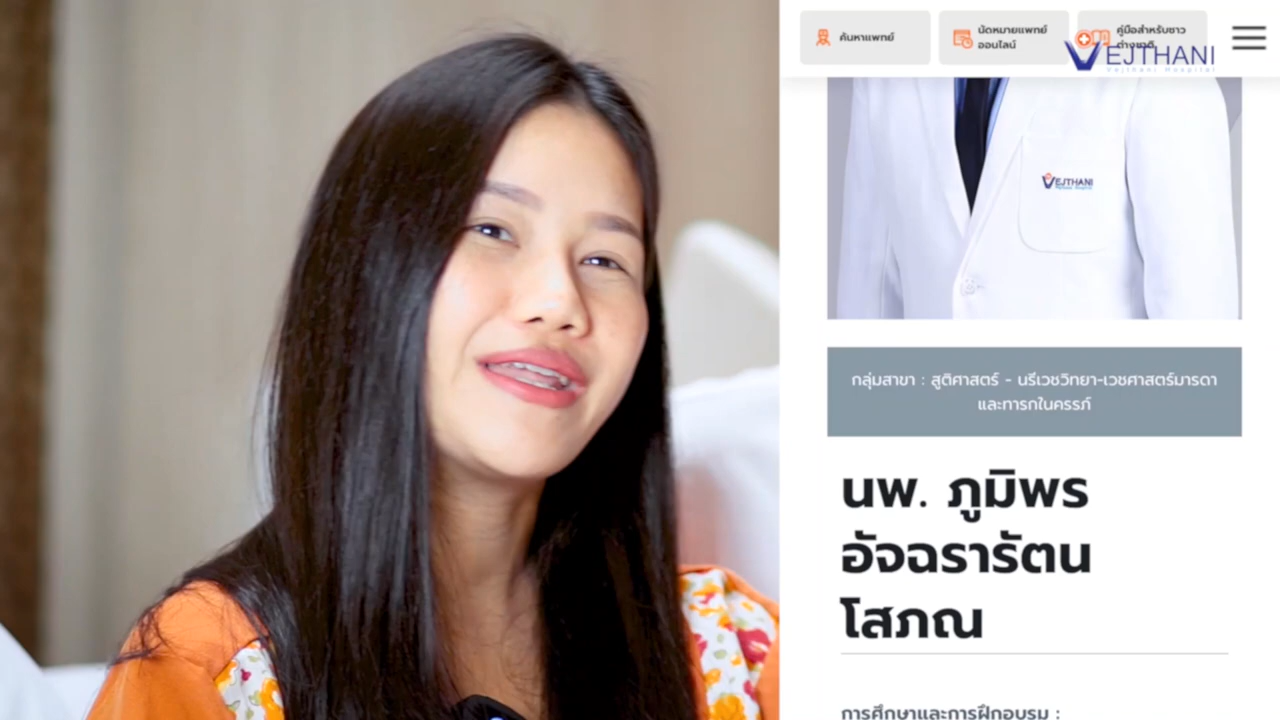 ค้นหาแพทย์
นัดหมายแพทย์
ออนไลน์
คู่มือสำหรับชาว
ต่างชาติ
VEJTHANI
Vejthani Hospital
VEJTHANI
กลุ่มสาขา : สูติศาสตร์ - นรีเวชวิทยา-เวชศาสตร์มารดา
และทารกในครรภ์
นพ. ภูมิพร
อัจฉรารัตน
โสภณ
การศึกษาและการฝึกอบรม :